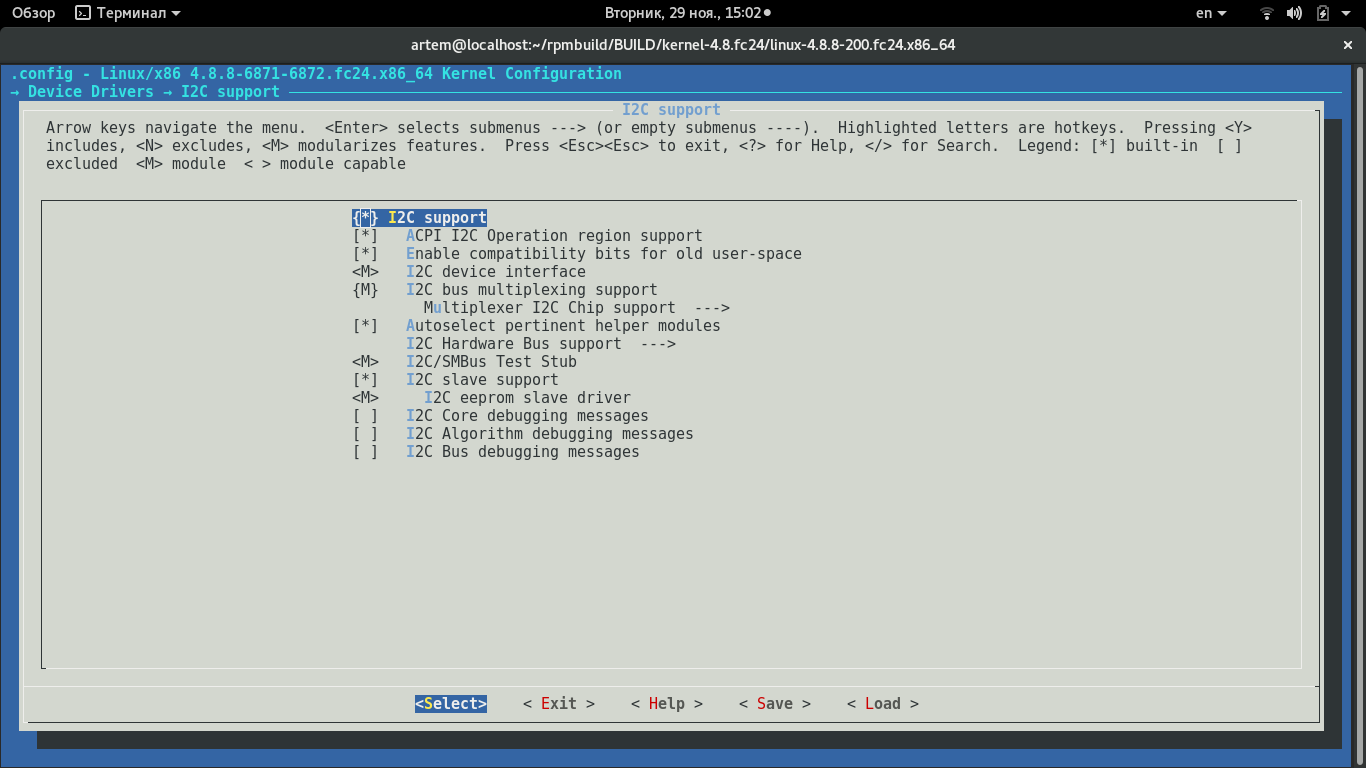 Обзор Терминал Вторник, 29 ноя., 15:02 en
artem@localhost:~/rpmbuild/BUILD/kernel-4.8.fc24/linux-4.8.8-200.fc24.x86_64 ×
.config - Linux/x86 4.8.8-6871-6872.fc24.x86_64 Kernel Configuration
→ Device Drivers → I2C support
I2C support
Arrow keys navigate the menu.  <Enter> selects submenus ---> (or empty submenus ----).  Highlighted letters are hotkeys.  Pressing <Y>
includes, <N> excludes, <M> modularizes features.  Press <Esc><Esc> to exit, <?> for Help, </> for Search.  Legend: [*] built-in  [ ]
excluded  <M> module  < > module capable
{*} I2C support
[*]   ACPI I2C Operation region support
[*]   Enable compatibility bits for old user-space
<M>   I2C device interface
{M}   I2C bus multiplexing support
Multiplexer I2C Chip support  --->
[*]   Autoselect pertinent helper modules
I2C Hardware Bus support  --->
<M>   I2C/SMBus Test Stub
[*]   I2C slave support
<M>     I2C eeprom slave driver
[ ]   I2C Core debugging messages
[ ]   I2C Algorithm debugging messages
[ ]   I2C Bus debugging messages
<Select>    < Exit >    < Help >    < Save >    < Load >